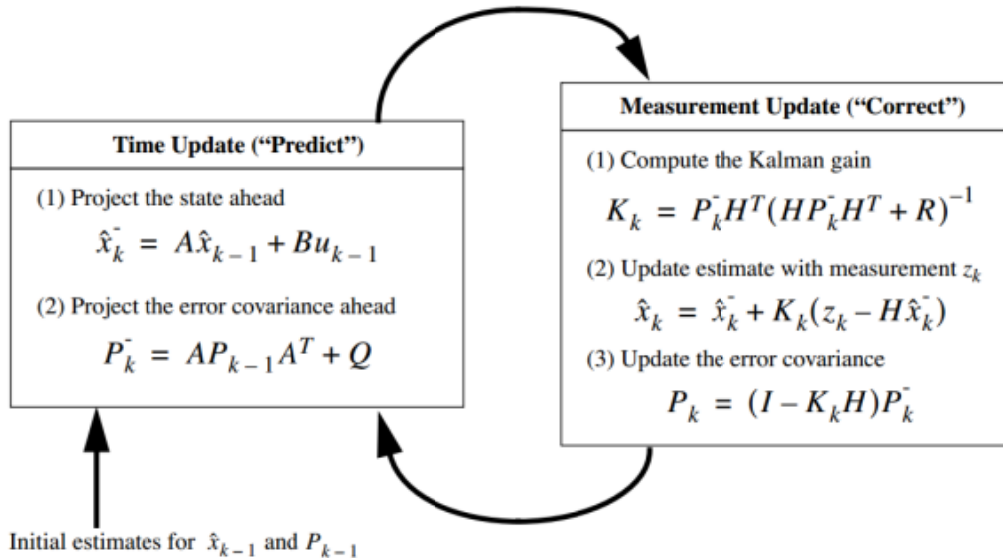 Time Update (“Predict”)
(1) Project the state ahead
x̂ₖ⁻ = Ax̂ₖ₋₁ + Buₖ₋₁
(2) Project the error covariance ahead
Pₖ⁻ = APₖ₋₁Aᵀ + Q
Initial estimates for x̂ₖ₋₁ and Pₖ₋₁
Measurement Update (“Correct”)
(1) Compute the Kalman gain
Kₖ = Pₖ⁻Hᵀ(HPₖ⁻Hᵀ + R)⁻¹
(2) Update estimate with measurement zₖ
x̂ₖ = x̂ₖ⁻ + Kₖ(zₖ – Hx̂ₖ⁻)
(3) Update the error covariance
Pₖ = (I – KₖH)Pₖ⁻